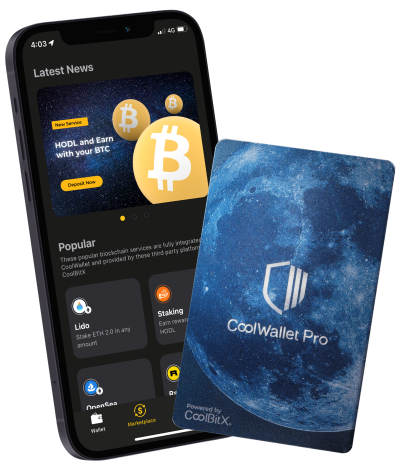 4:03
4G
Latest News
New Service
HODL and Earn
with your BTC
Deposit Now
Popular
These popular blockchain services are fully integrated
CoolWallet and provided by these third party platform
CoolBitX
Lido
Stake ETH 2.0 in any
amount
Staking
Earn rewa
HODL
OpenSea
Wallet
Marketplace
CoolWallet Pro
Powered by
CoolBitX